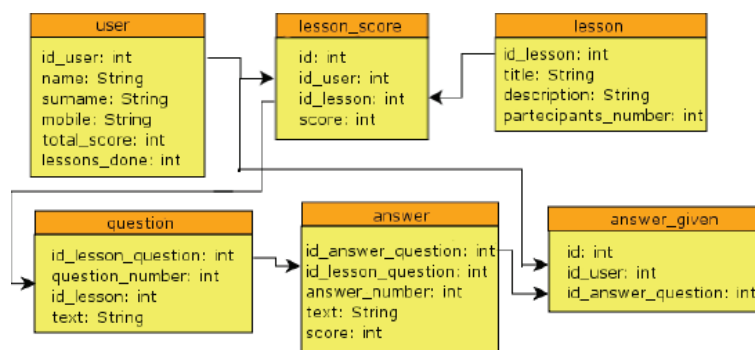 user
id_user: int
name: String
surname: String
mobile: String
total_score: int
lessons_done: int
lesson_score
id: int
id_user: int
id_lesson: int
score: int
lesson
id_lesson: int
title: String
description: String
partecipants_number: int
question
id_lesson_question: int
question_number: int
id_lesson: int
text: String
answer
id_answer_question: int
id_lesson_question: int
answer_number: int
text: String
score: int
answer_given
id: int
id_user: int
id_answer_question: int